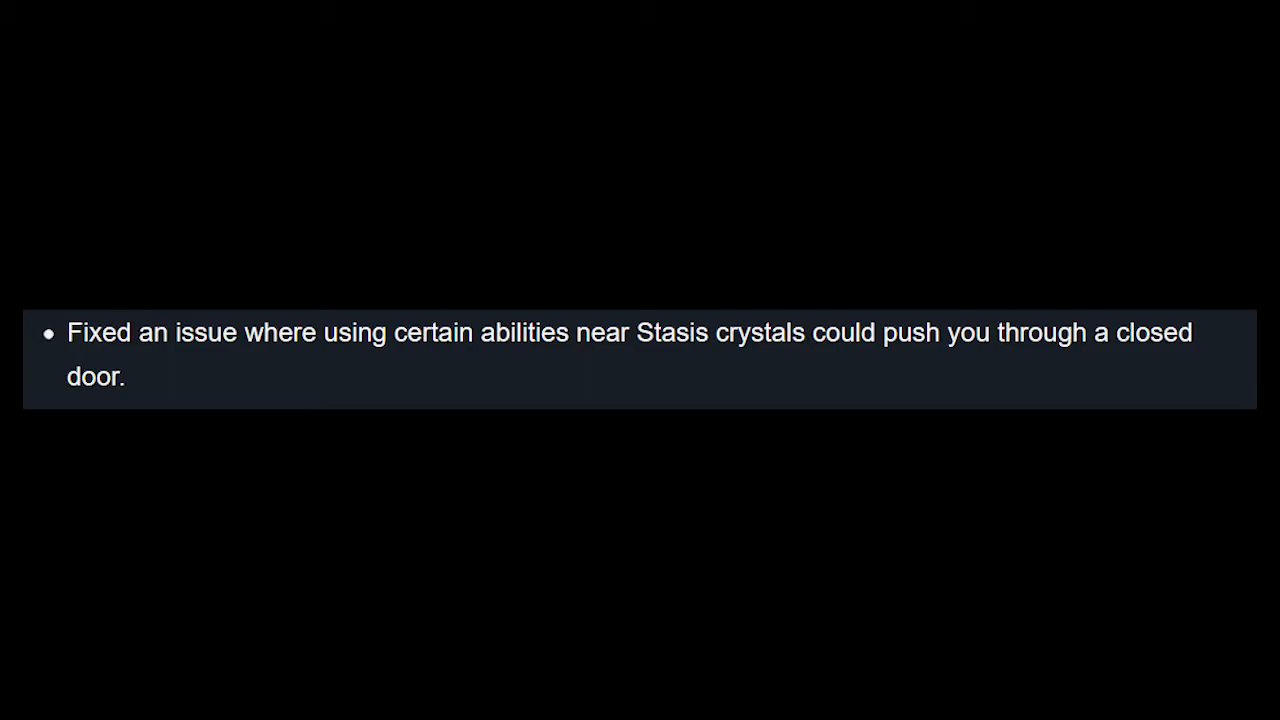 • Fixed an issue where using certain abilities near Stasis crystals could push you through a closed
door.